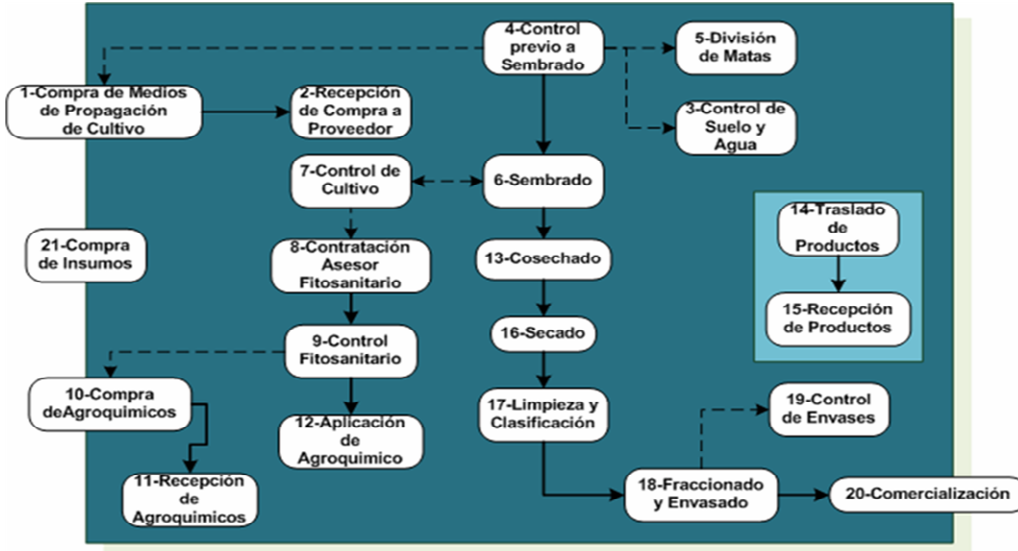 4-Control
previo a
Sembrado
5-División
de Matas
1-Compra de Medios
de Propagación
de Cultivo
2-Recepción
de Compra a
Proveedor
3-Control de
Suelo y
Agua
7-Control de
Cultivo
6-Sembrado
14-Traslado
de
Productos
21-Compra
de Insumos
8-Contratación
Asesor
Fitosanitario
13-Cosechado
15-Recepción
de Productos
9-Control
Fitosanitario
16-Secado
10-Compra
deAgroquimicos
12-Aplicación
de
Agroquimico
17-Limpieza y
Clasificación
19-Control
de Envases
11-Recepción
de
Agroquimicos
18-Fraccionado
y Envasado
20-Comercialización